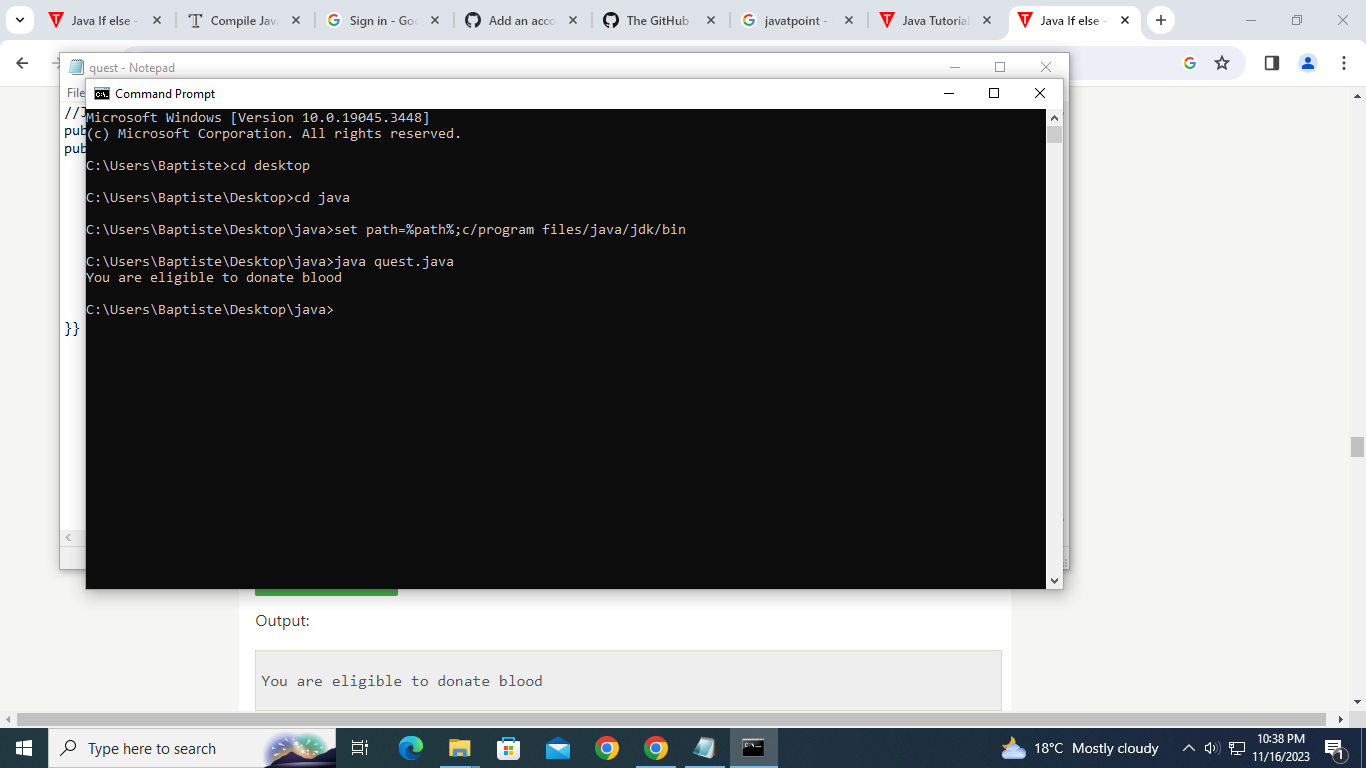 Java If else -
Compile Java
Sign in - Goo
Add an acco
The GitHub
javatpoint -
Java Tutorial
Java If else -
quest - Notepad
File
Command Prompt
pub
pub
}}
Microsoft Windows [Version 10.0.19045.3448]
(c) Microsoft Corporation. All rights reserved.
C:\Users\Baptiste>cd desktop
C:\Users\Baptiste\Desktop>cd java
C:\Users\Baptiste\Desktop\java>set path=%path%;c/program files/java/jdk/bin
C:\Users\Baptiste\Desktop\java>java quest.java
You are eligible to donate blood
C:\Users\Baptiste\Desktop\java>
Output:
You are eligible to donate blood
Type here to search
18°C Mostly cloudy
10:38 PM
11/16/2023
1